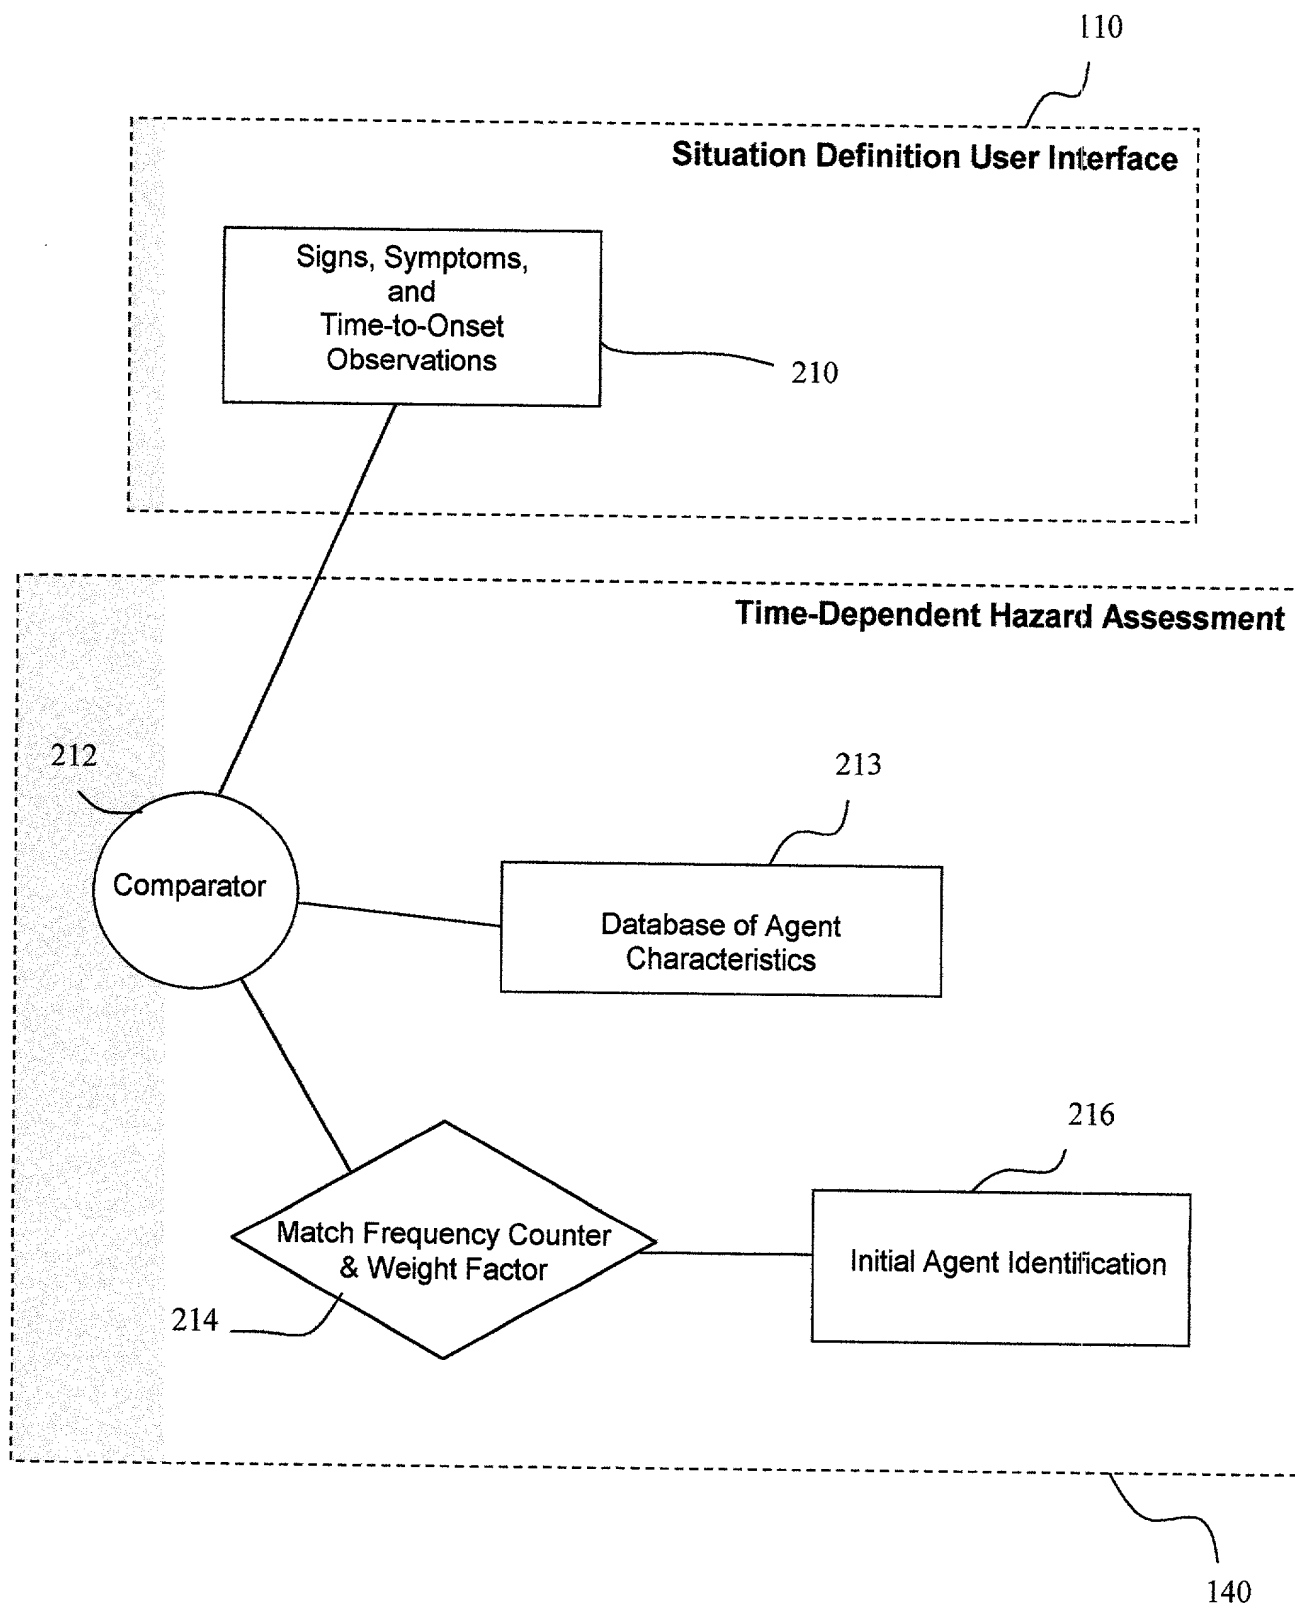 110
Situation Definition User Interface
Signs, Symptoms,
and
Time-to-Onset
Observations
210
Time-Dependent Hazard Assessment
212
213
Comparator
Database of Agent
Characteristics
216
Match Frequency Counter
& Weight Factor
Initial Agent Identification
214
140